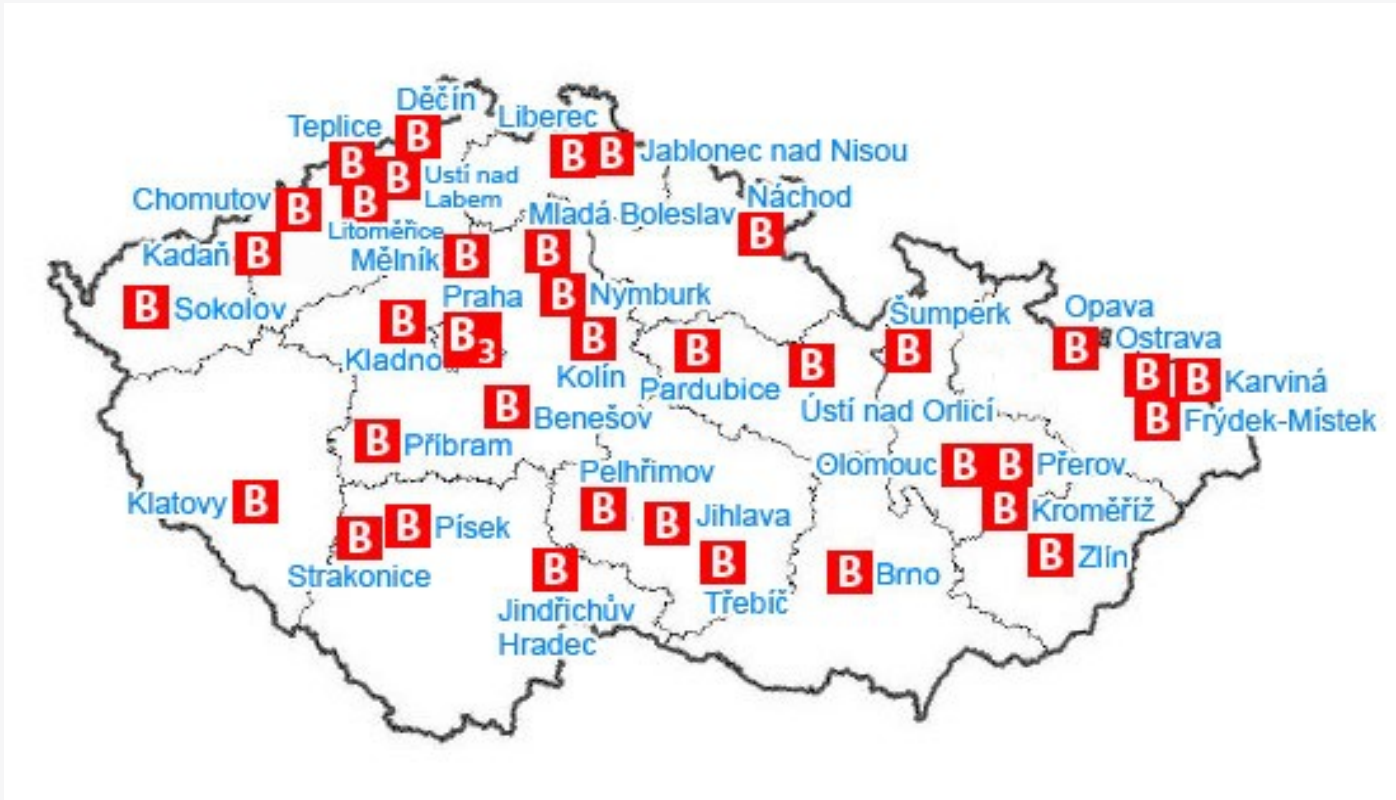 Děčín
B
Teplice
B
Liberec
B
B
Jablonec nad Nisou
B
Ustí nad
Labem
Chomutov
B
B
Litoměřice
Náchod
B
Mladá Boleslav
B
Kadaň
B
Mělník
B
Sokolov
B
Praha
B3
B
Nymburk
Kladno
B
B
Kolín
Pardubice
B
Ústí nad Orlicí
B
Šumperk
B
Opava
B
Ostrava
B
B
Karviná
B
Frýdek-Místek
B
Benešov
B
Příbram
Klatovy
B
Pelhřimov
B
B
Jihlava
Olomouc
B
B
Přerov
B
Kroměříž
B
Písek
B
Strakonice
B
Jindřichův
Hradec
B
Třebíč
B
Brno
B
Zlín